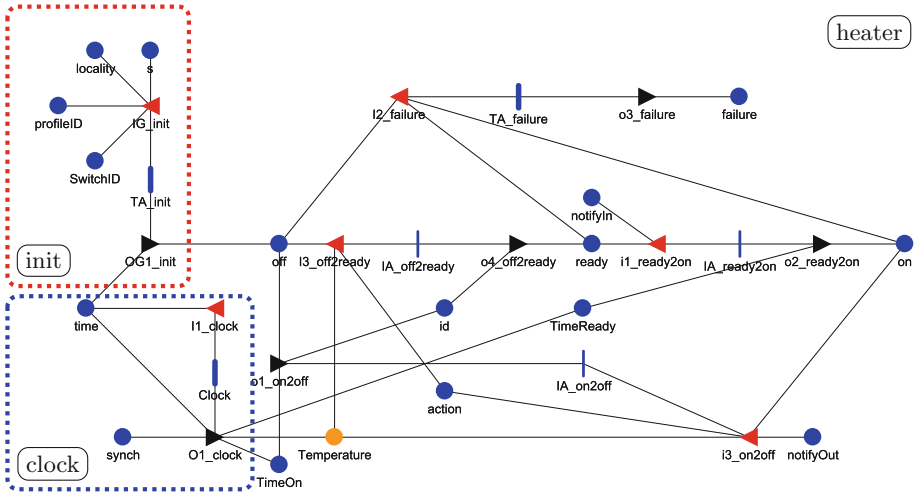 heater
locality
s
profileID
IG_init
SwitchID
TA_init
init
OG1_init
I2_failure
TA_failure
o3_failure
failure
notifyIn
off
I3_off2ready
IA_off2ready
o4_off2ready
ready
i1_ready2on
IA_ready2on
o2_ready2on
on
time
I1_clock
id
TimeReady
Clock
o1_on2off
IA_on2off
action
clock
synch
O1_clock
Temperature
i3_on2off
notifyOut
TimeOn